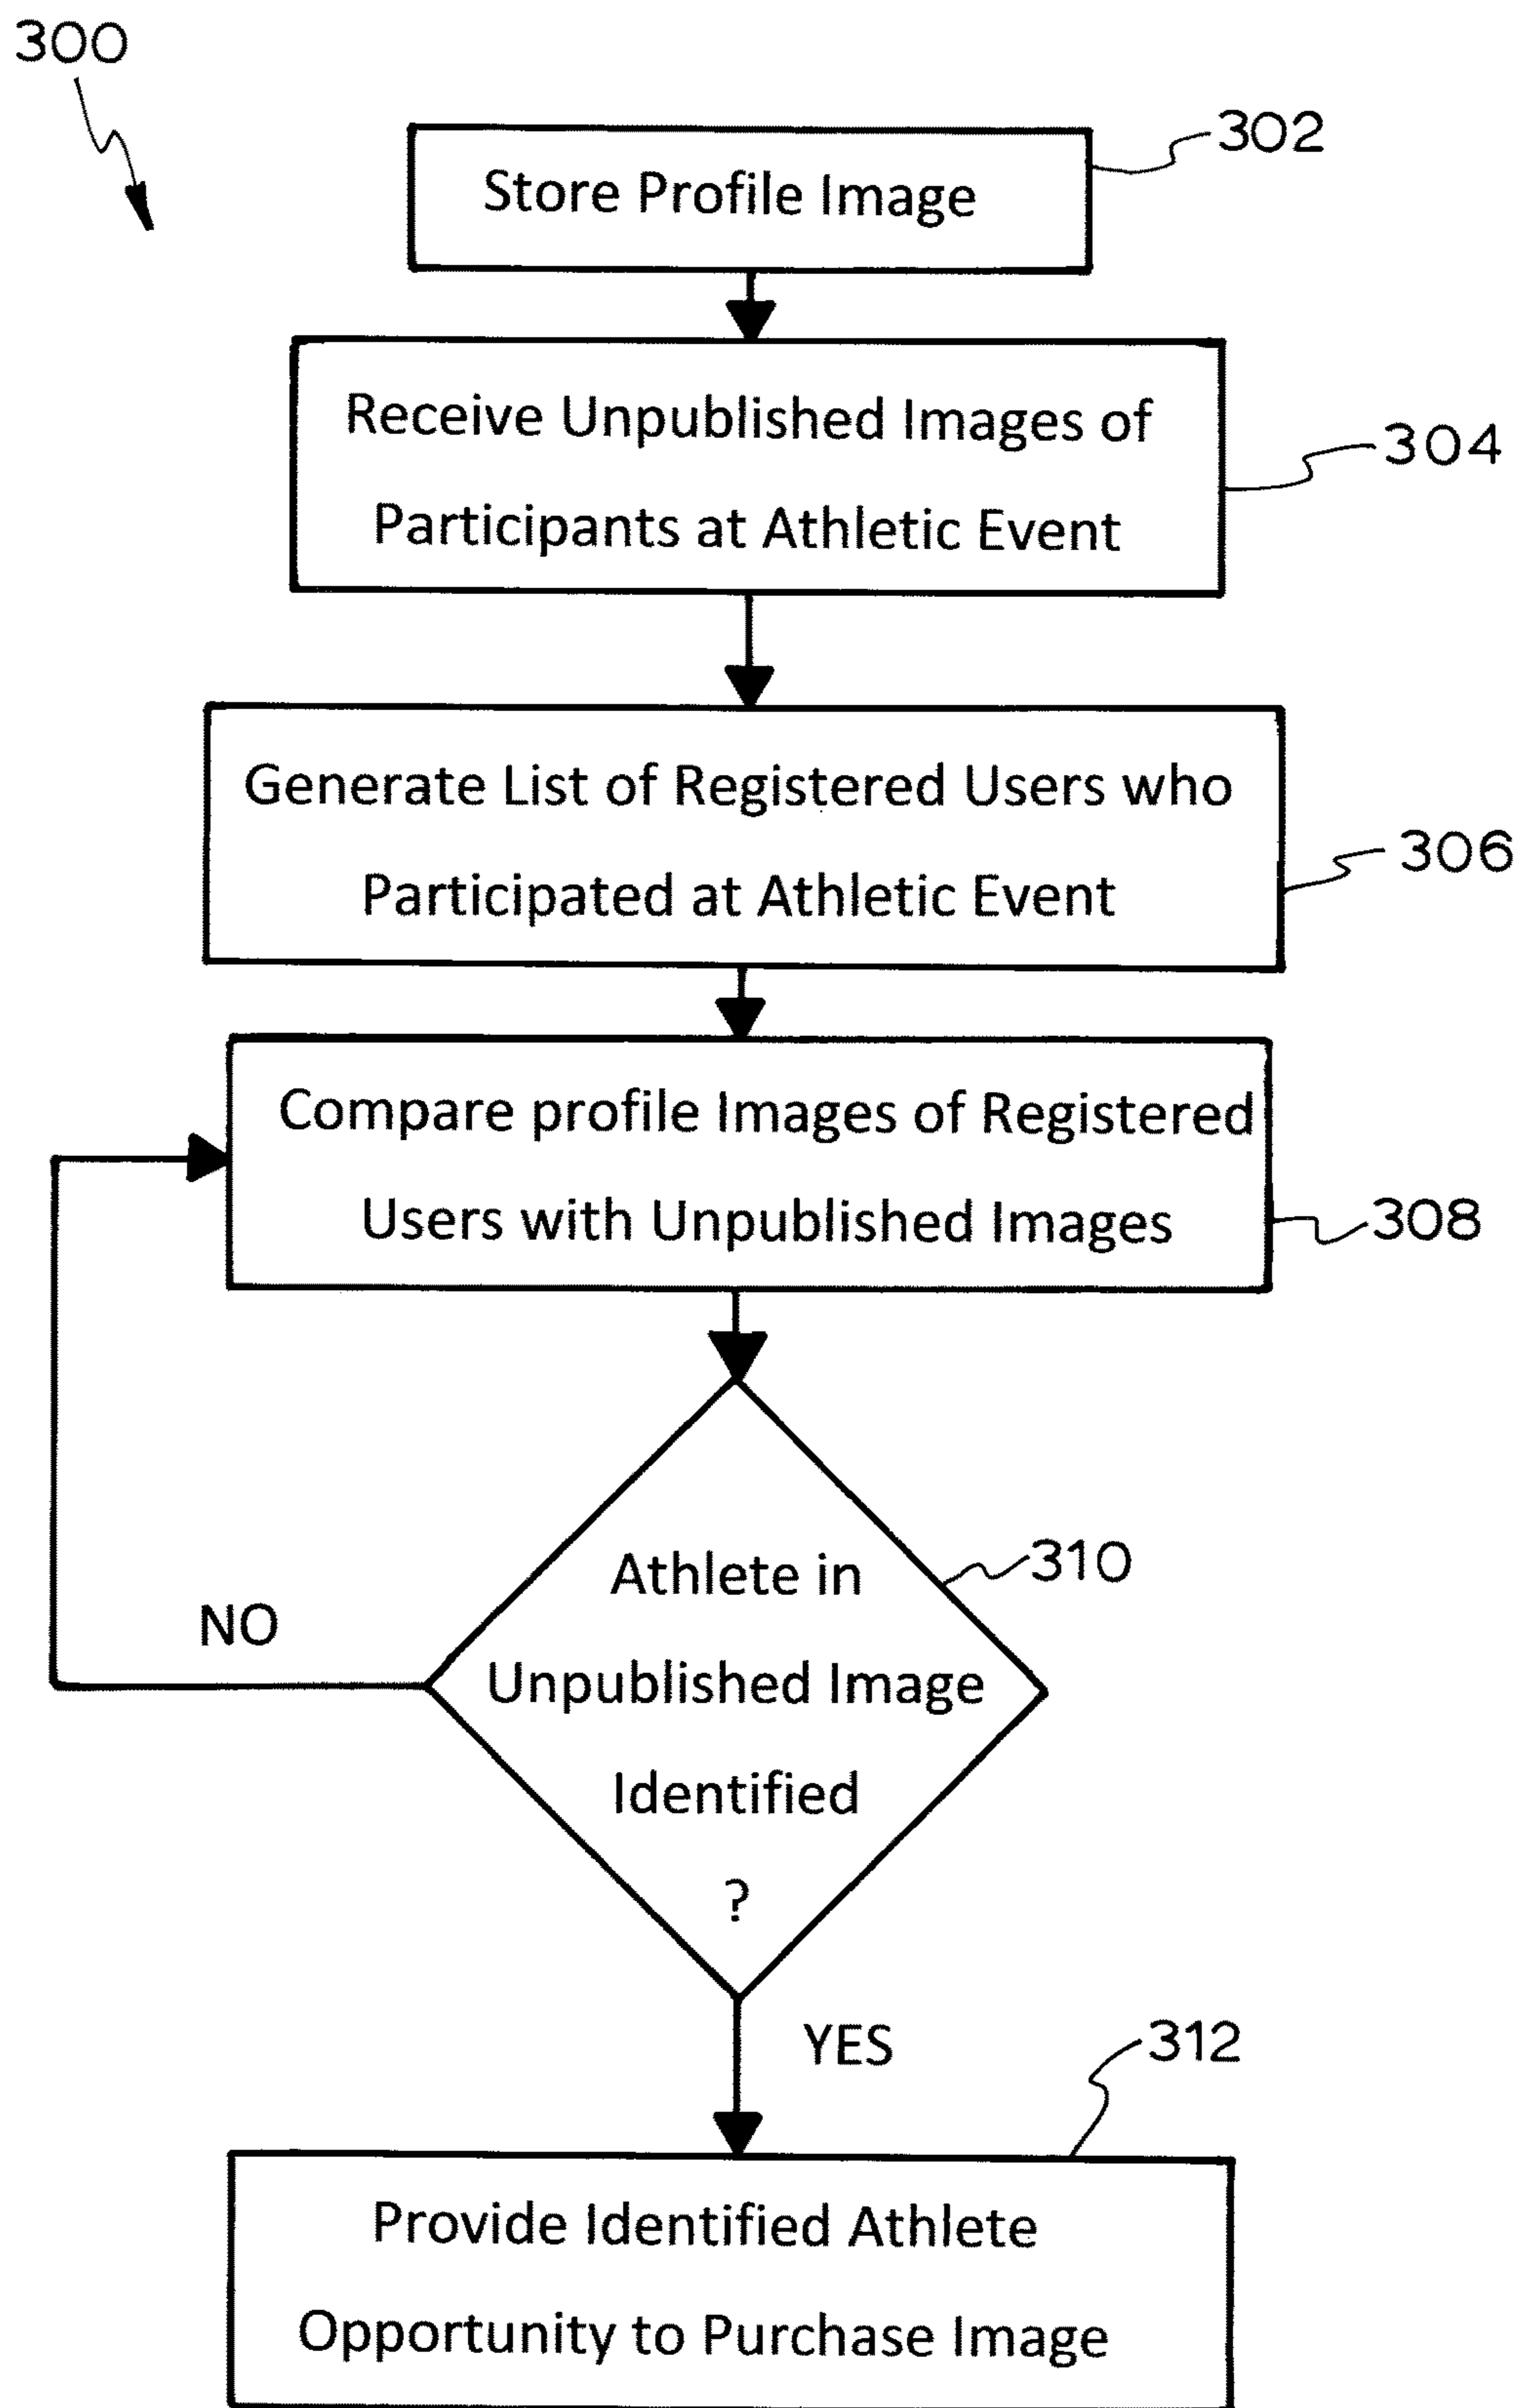 300
302
Store Profile Image
Receive Unpublished Images of
304
Participants at Athletic Event
Generate List of Registered Users who
306
Participated at Athletic Event
Compare profile Images of Registered
Users with Unpublished Images
308
Athlete in
310
NO
Unpublished Image
Identified
?
YES
312
Provide Identified Athlete
Opportunity to Purchase Image